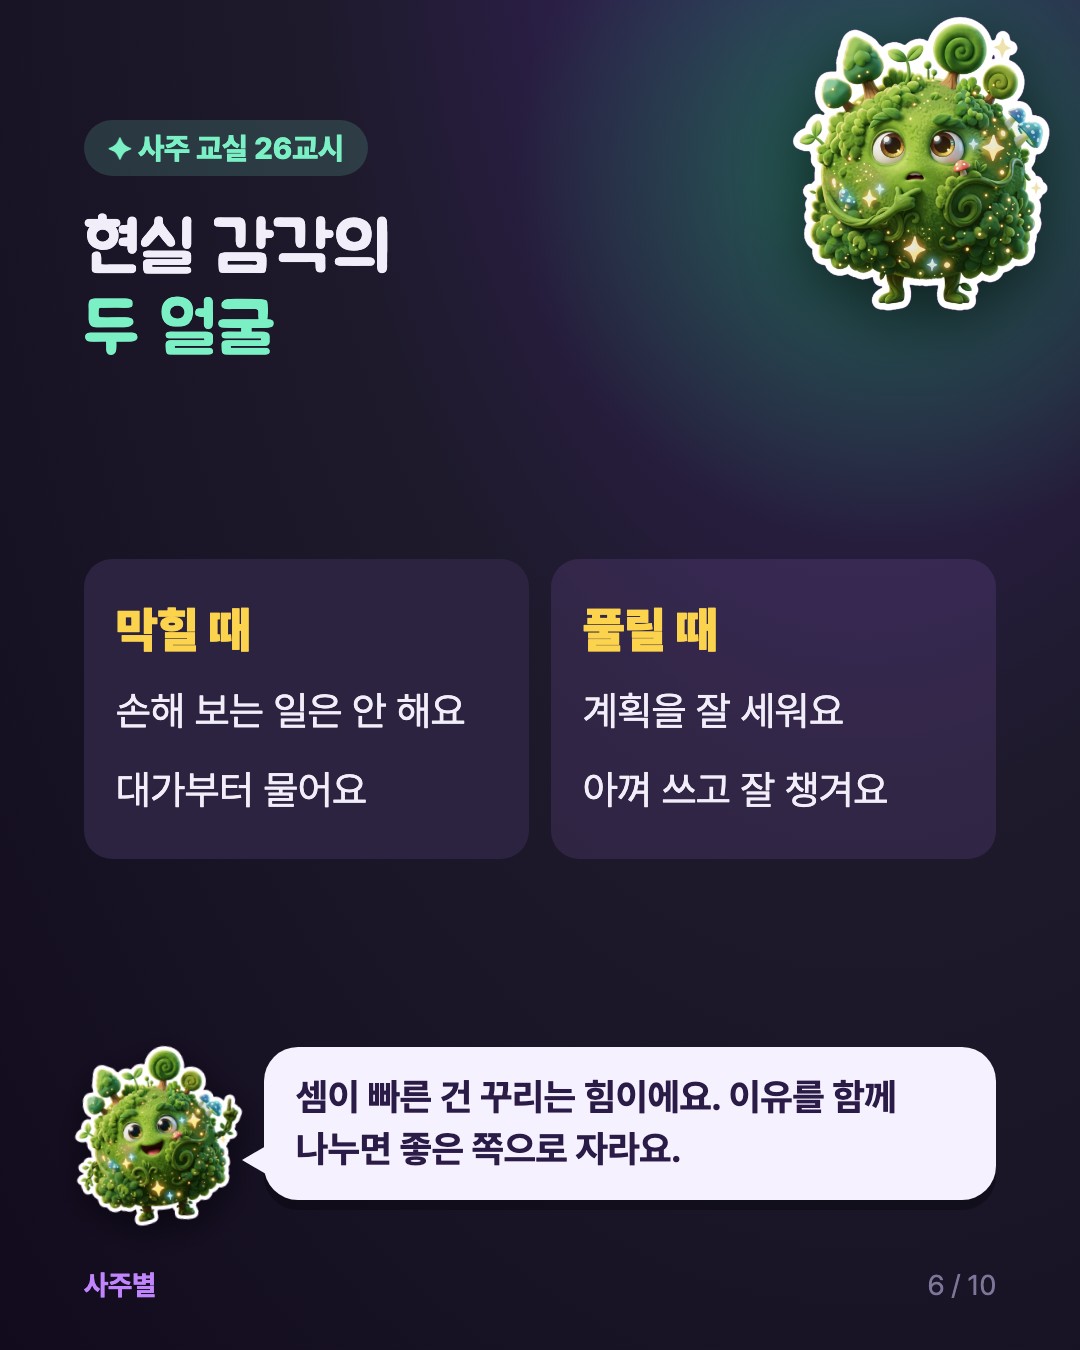 ✦ 사주 교실 26교시
현실 감각의
두 얼굴
막힐 때
손해 보는 일은 안 해요
대가부터 물어요
풀릴 때
계획을 잘 세워요
아껴 쓰고 잘 챙겨요
셈이 빠른 건 꾸리는 힘이에요. 이유를 함께
나누면 좋은 쪽으로 자라요.
사주별
6 / 10